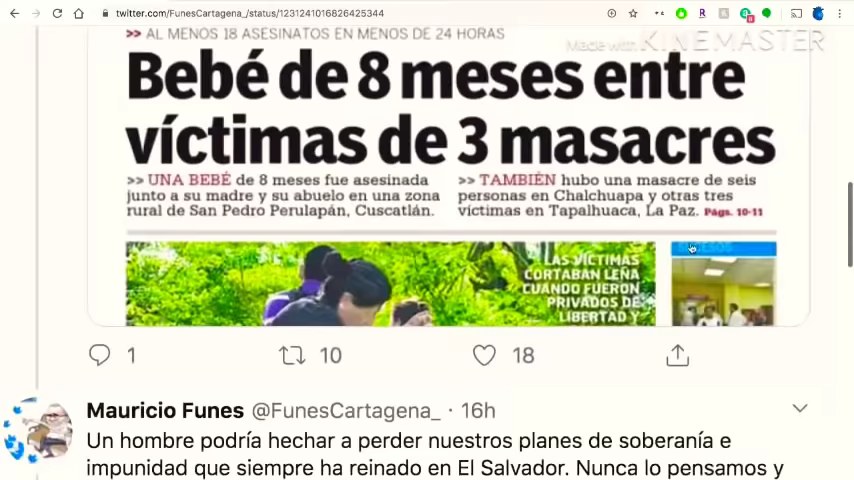 twitter.com/FunesCartagena_/status/1231241016826425344
>> AL MENOS 18 ASESINATOS EN MENOS DE 24 HORAS
Made with KINEMASTER
Bebé de 8 meses entre
víctimas de 3 masacres
>> UNA BEBÉ de 8 meses fue asesinada
junto a su madre y su abuelo en una zona
rural de San Pedro Perulapán, Cuscatlán.
>> TAMBIÉN hubo una masacre de seis
personas en Chalchuapa y otras tres
víctimas en Tapalhuaca, La Paz. Págs. 10-11
LAS VÍCTIMAS
CORTABAN LEÑA
CUANDO FUERON
PRIVADOS DE
LIBERTAD Y
1 10 18
Mauricio Funes @FunesCartagena_ · 16h
Un hombre podría hechar a perder nuestros planes de soberanía e
impunidad que siempre ha reinado en El Salvador. Nunca lo pensamos y